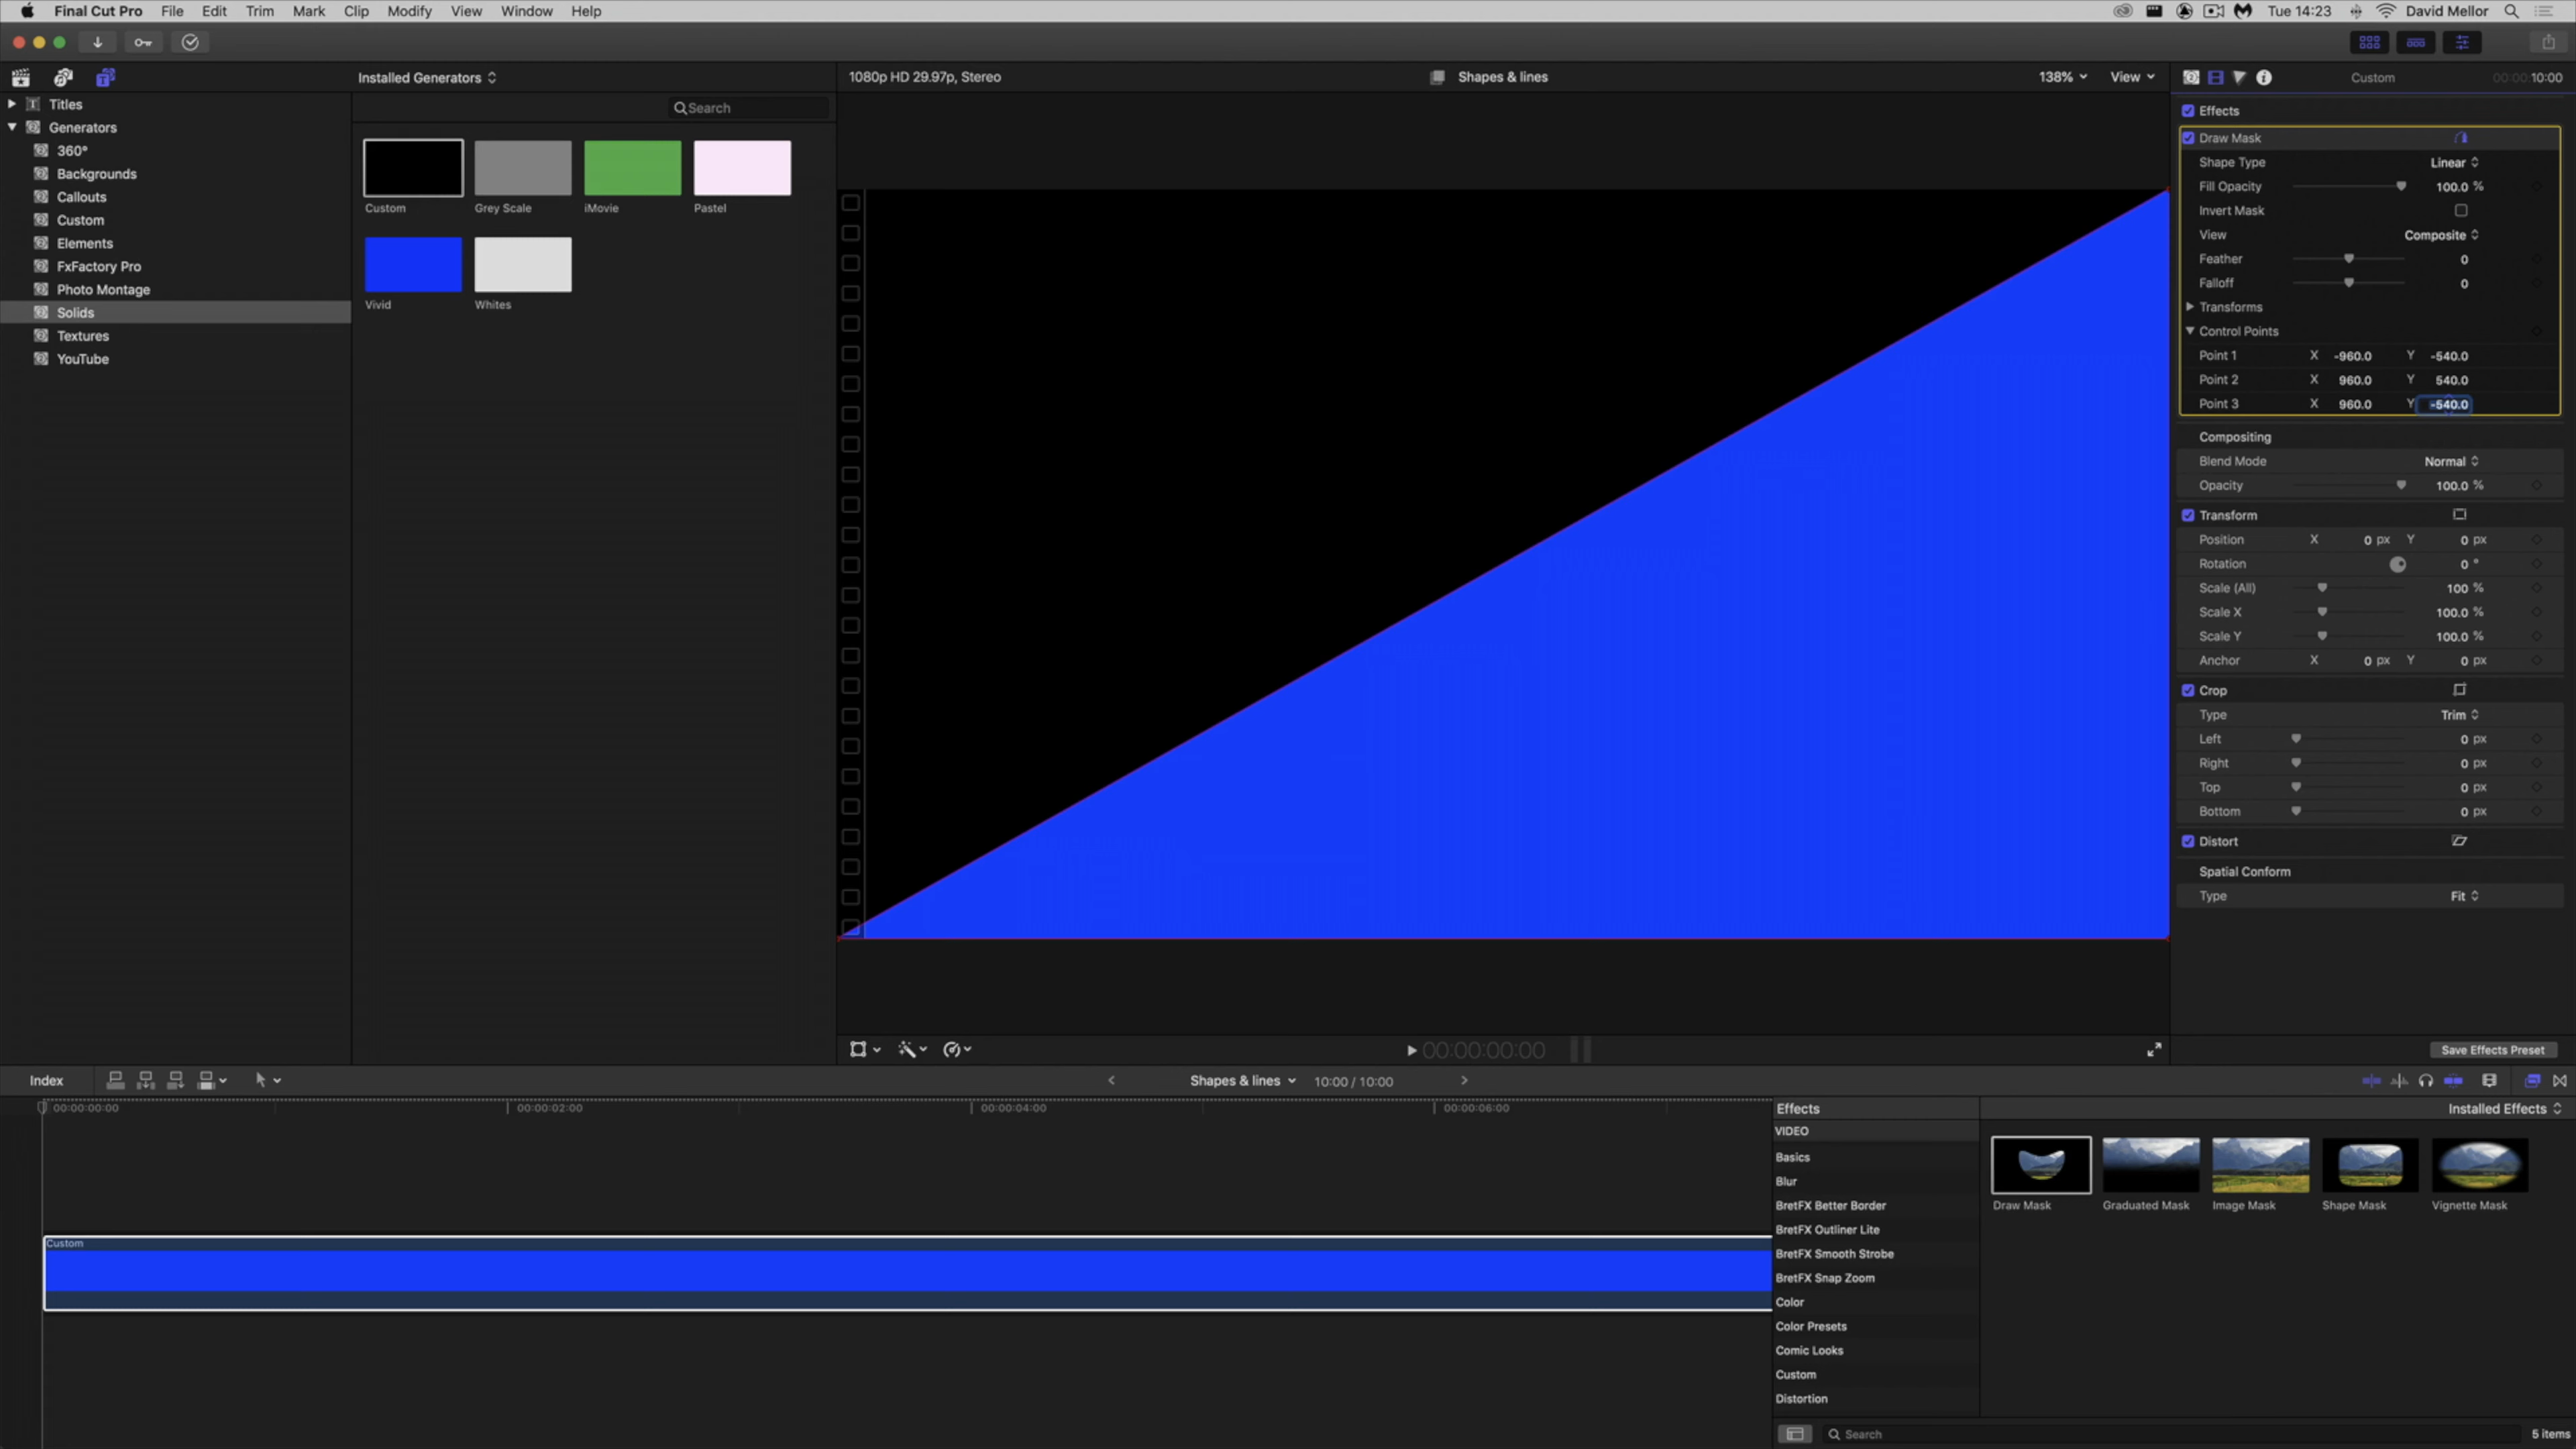 Final Cut Pro File Edit Trim Mark Clip Modify View Window Help Tue 14:23 David Mellor
Installed Generators 1080p HD 29.97p, Stereo Shapes & lines 138% View Custom 00:00:10:00
Titles
Generators
360°
Backgrounds
Callouts
Custom
Elements
FxFactory Pro
Photo Montage
Solids
Textures
YouTube
Search
Custom Grey Scale iMovie Pastel
Vivid Whites
Effects
Draw Mask
Shape Type Linear
Fill Opacity 100.0 %
Invert Mask
View Composite
Feather 0
Falloff 0
Transforms
Control Points
Point 1 X -960.0 Y -540.0
Point 2 X 960.0 Y 540.0
Point 3 X 960.0 Y -540.0
Compositing
Blend Mode Normal
Opacity 100.0 %
Transform
Position X 0 px Y 0 px
Rotation 0 °
Scale (All) 100 %
Scale X 100.0 %
Scale Y 100.0 %
Anchor X 0 px Y 0 px
Crop
Type Trim
Left 0 px
Right 0 px
Top 0 px
Bottom 0 px
Distort
Spatial Conform
Type Fit
00:00:00:00
Save Effects Preset
Index Shapes & lines 10:00 / 10:00
00:00:00:00 00:00:02:00 00:00:04:00 00:00:06:00
Custom
Effects Installed Effects
VIDEO
Basics
Blur
BretFX Better Border
BretFX Outliner Lite
BretFX Smooth Strobe
BretFX Snap Zoom
Color
Color Presets
Comic Looks
Custom
Distortion
Draw Mask Graduated Mask Image Mask Shape Mask Vignette Mask
Search 5 items